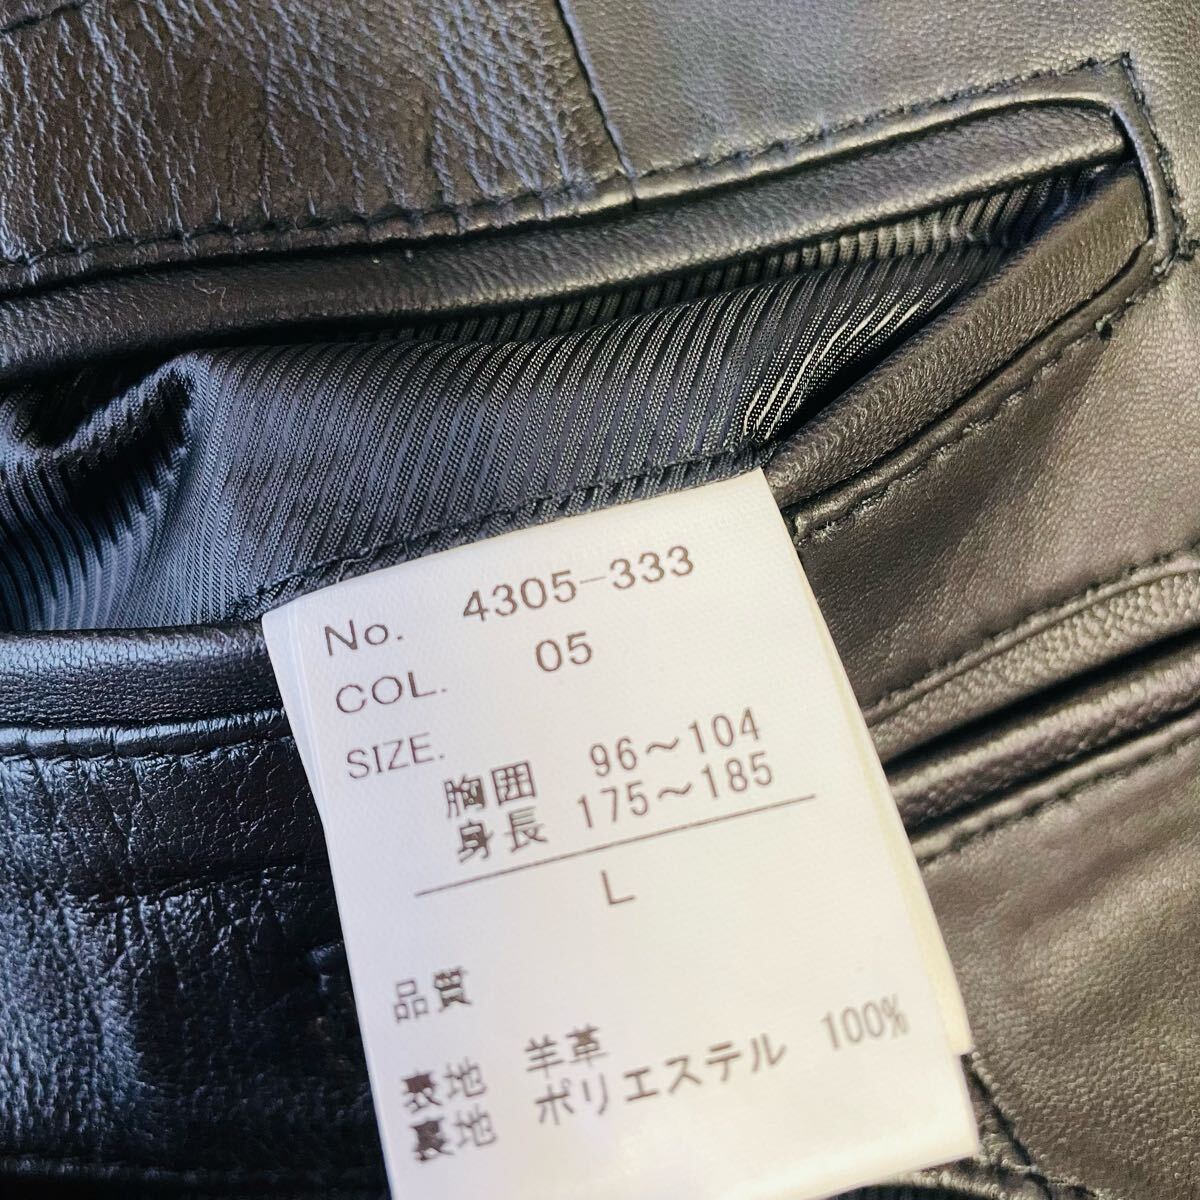 No. 4305-333
COL. 05
SIZE.
胸囲 96～104
身長 175～185
L
品質
表地 羊革
裏地 ポリエステル 100%